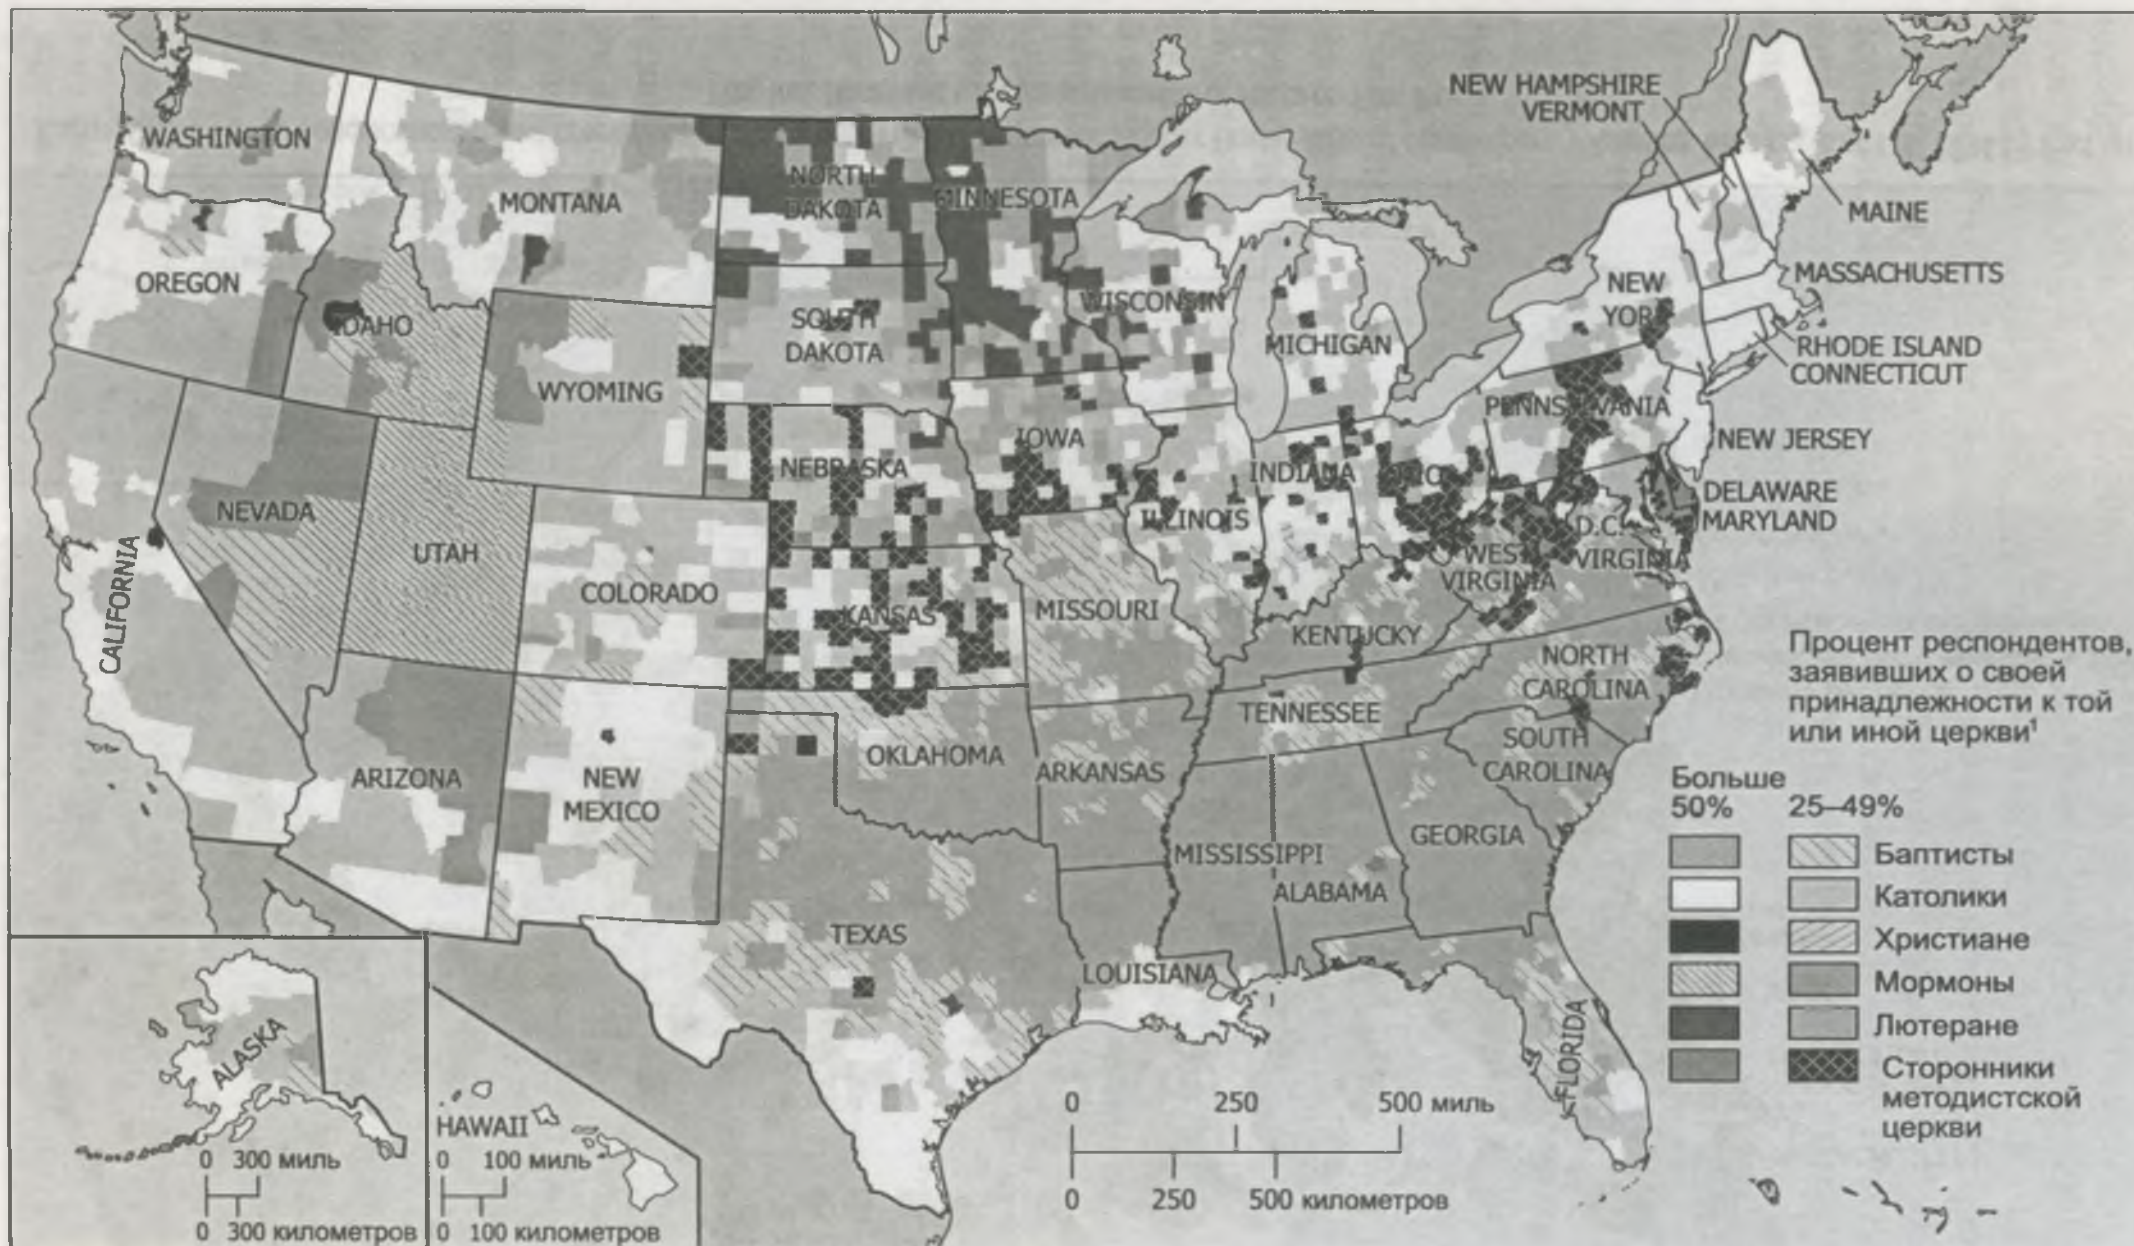 NEW HAMPSHIRE
VERMONT
WASHINGTON
MONTANA
NORTH
DAKOTA
MINNESOTA
MAINE
OREGON
IDAHO
SOUTH
DAKOTA
WISCONSIN
MICHIGAN
NEW
YORK
MASSACHUSETTS
RHODE ISLAND
CONNECTICUT
WYOMING
PENNSYLVANIA
NEW JERSEY
NEBRASKA
IOWA
INDIANA
OHIO
NEVADA
UTAH
ILLINOIS
DELAWARE
MARYLAND
D.C.
CALIFORNIA
COLORADO
KANSAS
MISSOURI
WEST
VIRGINIA
VIRGINIA
KENTUCKY
NORTH
CAROLINA
TENNESSEE
ARIZONA
NEW
MEXICO
OKLAHOMA
ARKANSAS
SOUTH
CAROLINA
MISSISSIPPI
ALABAMA
GEORGIA
TEXAS
LOUISIANA
FLORIDA
ALASKA
0 300 миль
0 300 километров
HAWAII
0 100 миль
0 100 километров
0 250 500 миль
0 250 500 километров
Процент респондентов,
заявивших о своей
принадлежности к той
или иной церкви¹
Больше
50% 25–49%
Баптисты
Католики
Христиане
Мормоны
Лютеране
Сторонники
методистской
церкви